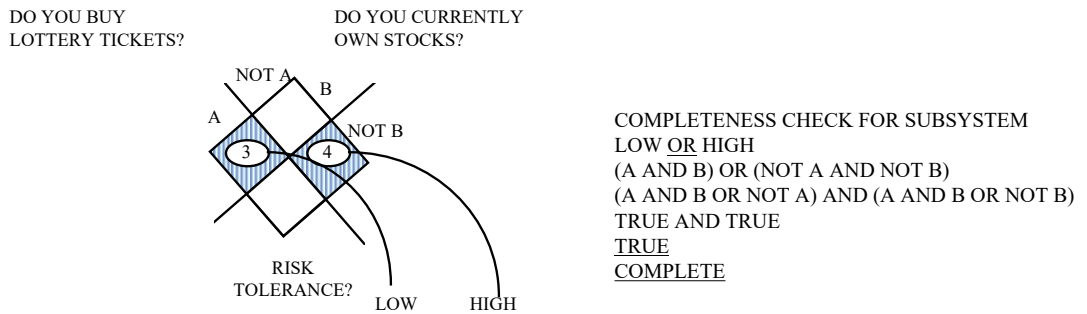 DO YOU BUY
LOTTERY TICKETS?
DO YOU CURRENTLY
OWN STOCKS?
NOT A
B
A
NOT B
3
4
RISK
TOLERANCE?
LOW
HIGH
COMPLETENESS CHECK FOR SUBSYSTEM
LOW OR HIGH
(A AND B) OR (NOT A AND NOT B)
(A AND B OR NOT A) AND (A AND B OR NOT B)
TRUE AND TRUE
TRUE
COMPLETE